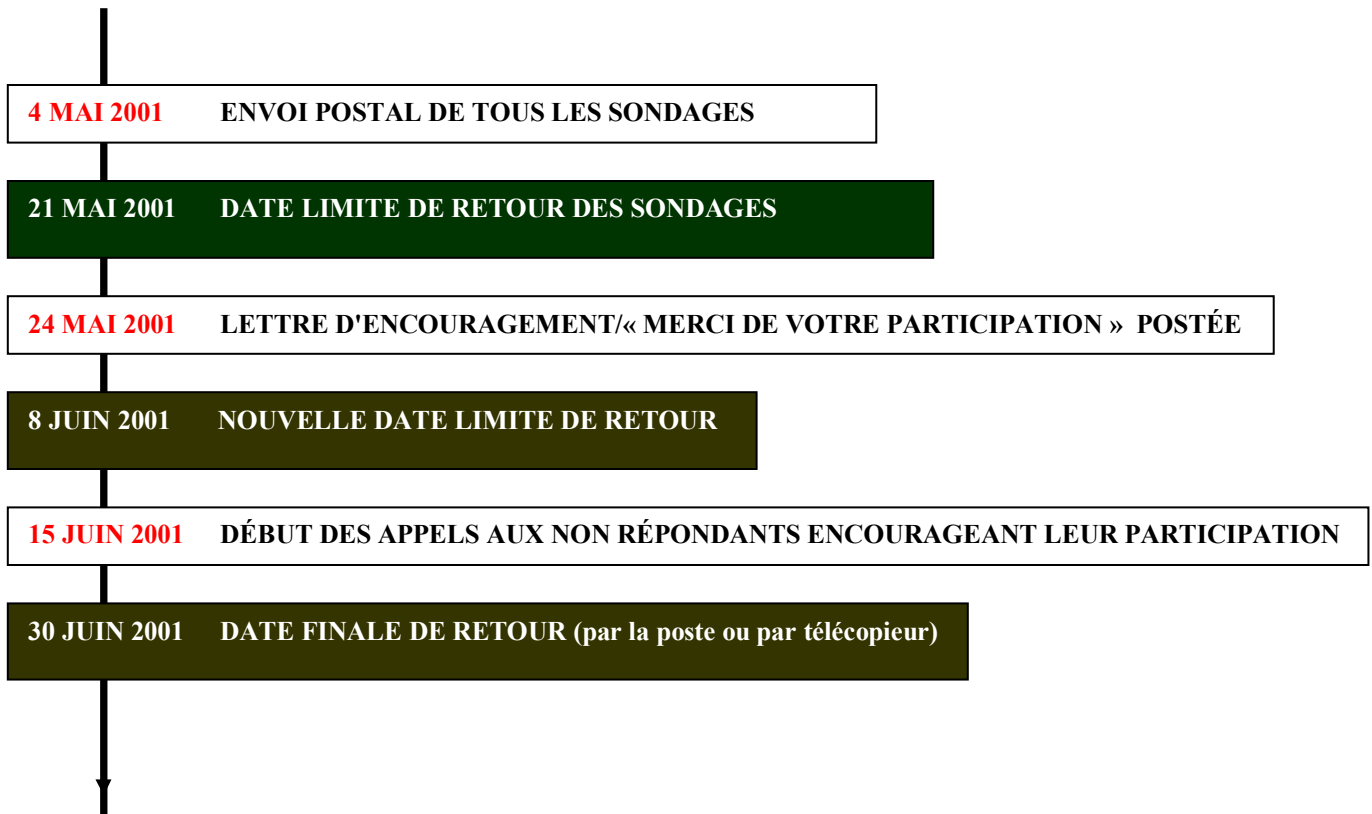 4 MAI 2001 ENVOI POSTAL DE TOUS LES SONDAGES
21 MAI 2001 DATE LIMITE DE RETOUR DES SONDAGES
24 MAI 2001 LETTRE D'ENCOURAGEMENT/« MERCI DE VOTRE PARTICIPATION » POSTÉE
8 JUIN 2001 NOUVELLE DATE LIMITE DE RETOUR
15 JUIN 2001 DÉBUT DES APPELS AUX NON RÉPONDANTS ENCOURAGEANT LEUR PARTICIPATION
30 JUIN 2001 DATE FINALE DE RETOUR (par la poste ou par télécopieur)